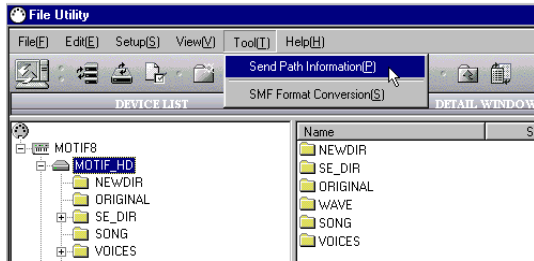 File Utility
File(F) Edit(E) Setup(S) View(V) Tool(T) Help(H)
Send Path Information(P)
SMF Format Conversion(S)
DEVICE LIST
DETAIL WINDOW
MOTIF8
MOTIF_HD
NEWDIR
ORIGINAL
SE_DIR
SONG
VOICES
Name
S
NEWDIR
SE_DIR
ORIGINAL
WAVE
SONG
VOICES